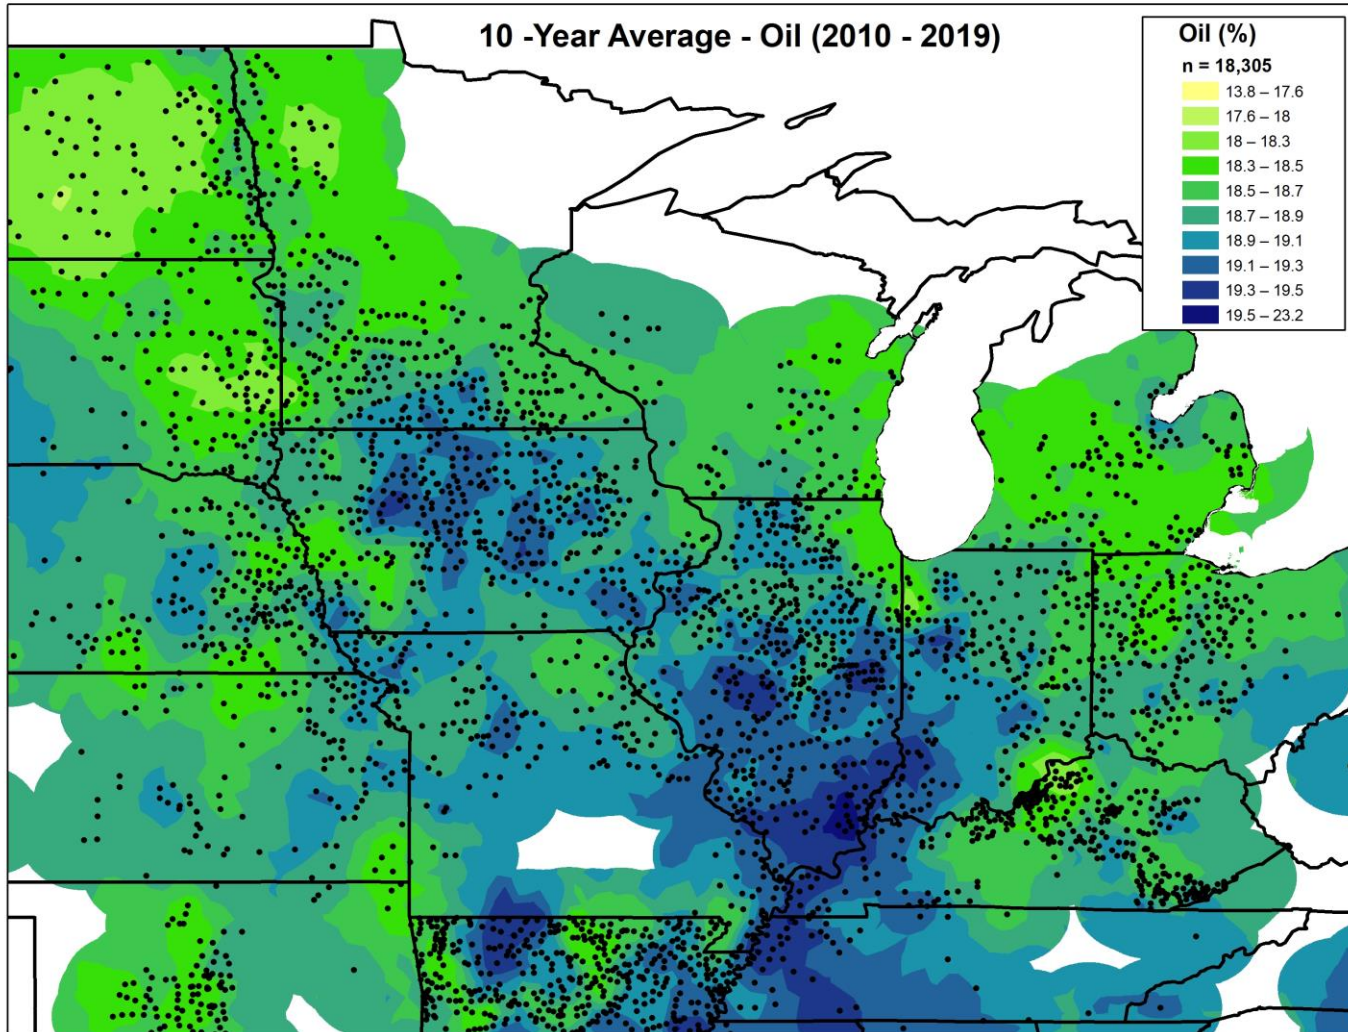 10 -Year Average - Oil (2010 - 2019)
Oil (%)
n = 18,305
13.8 – 17.6
17.6 – 18
18 – 18.3
18.3 – 18.5
18.5 – 18.7
18.7 – 18.9
18.9 – 19.1
19.1 – 19.3
19.3 – 19.5
19.5 – 23.2